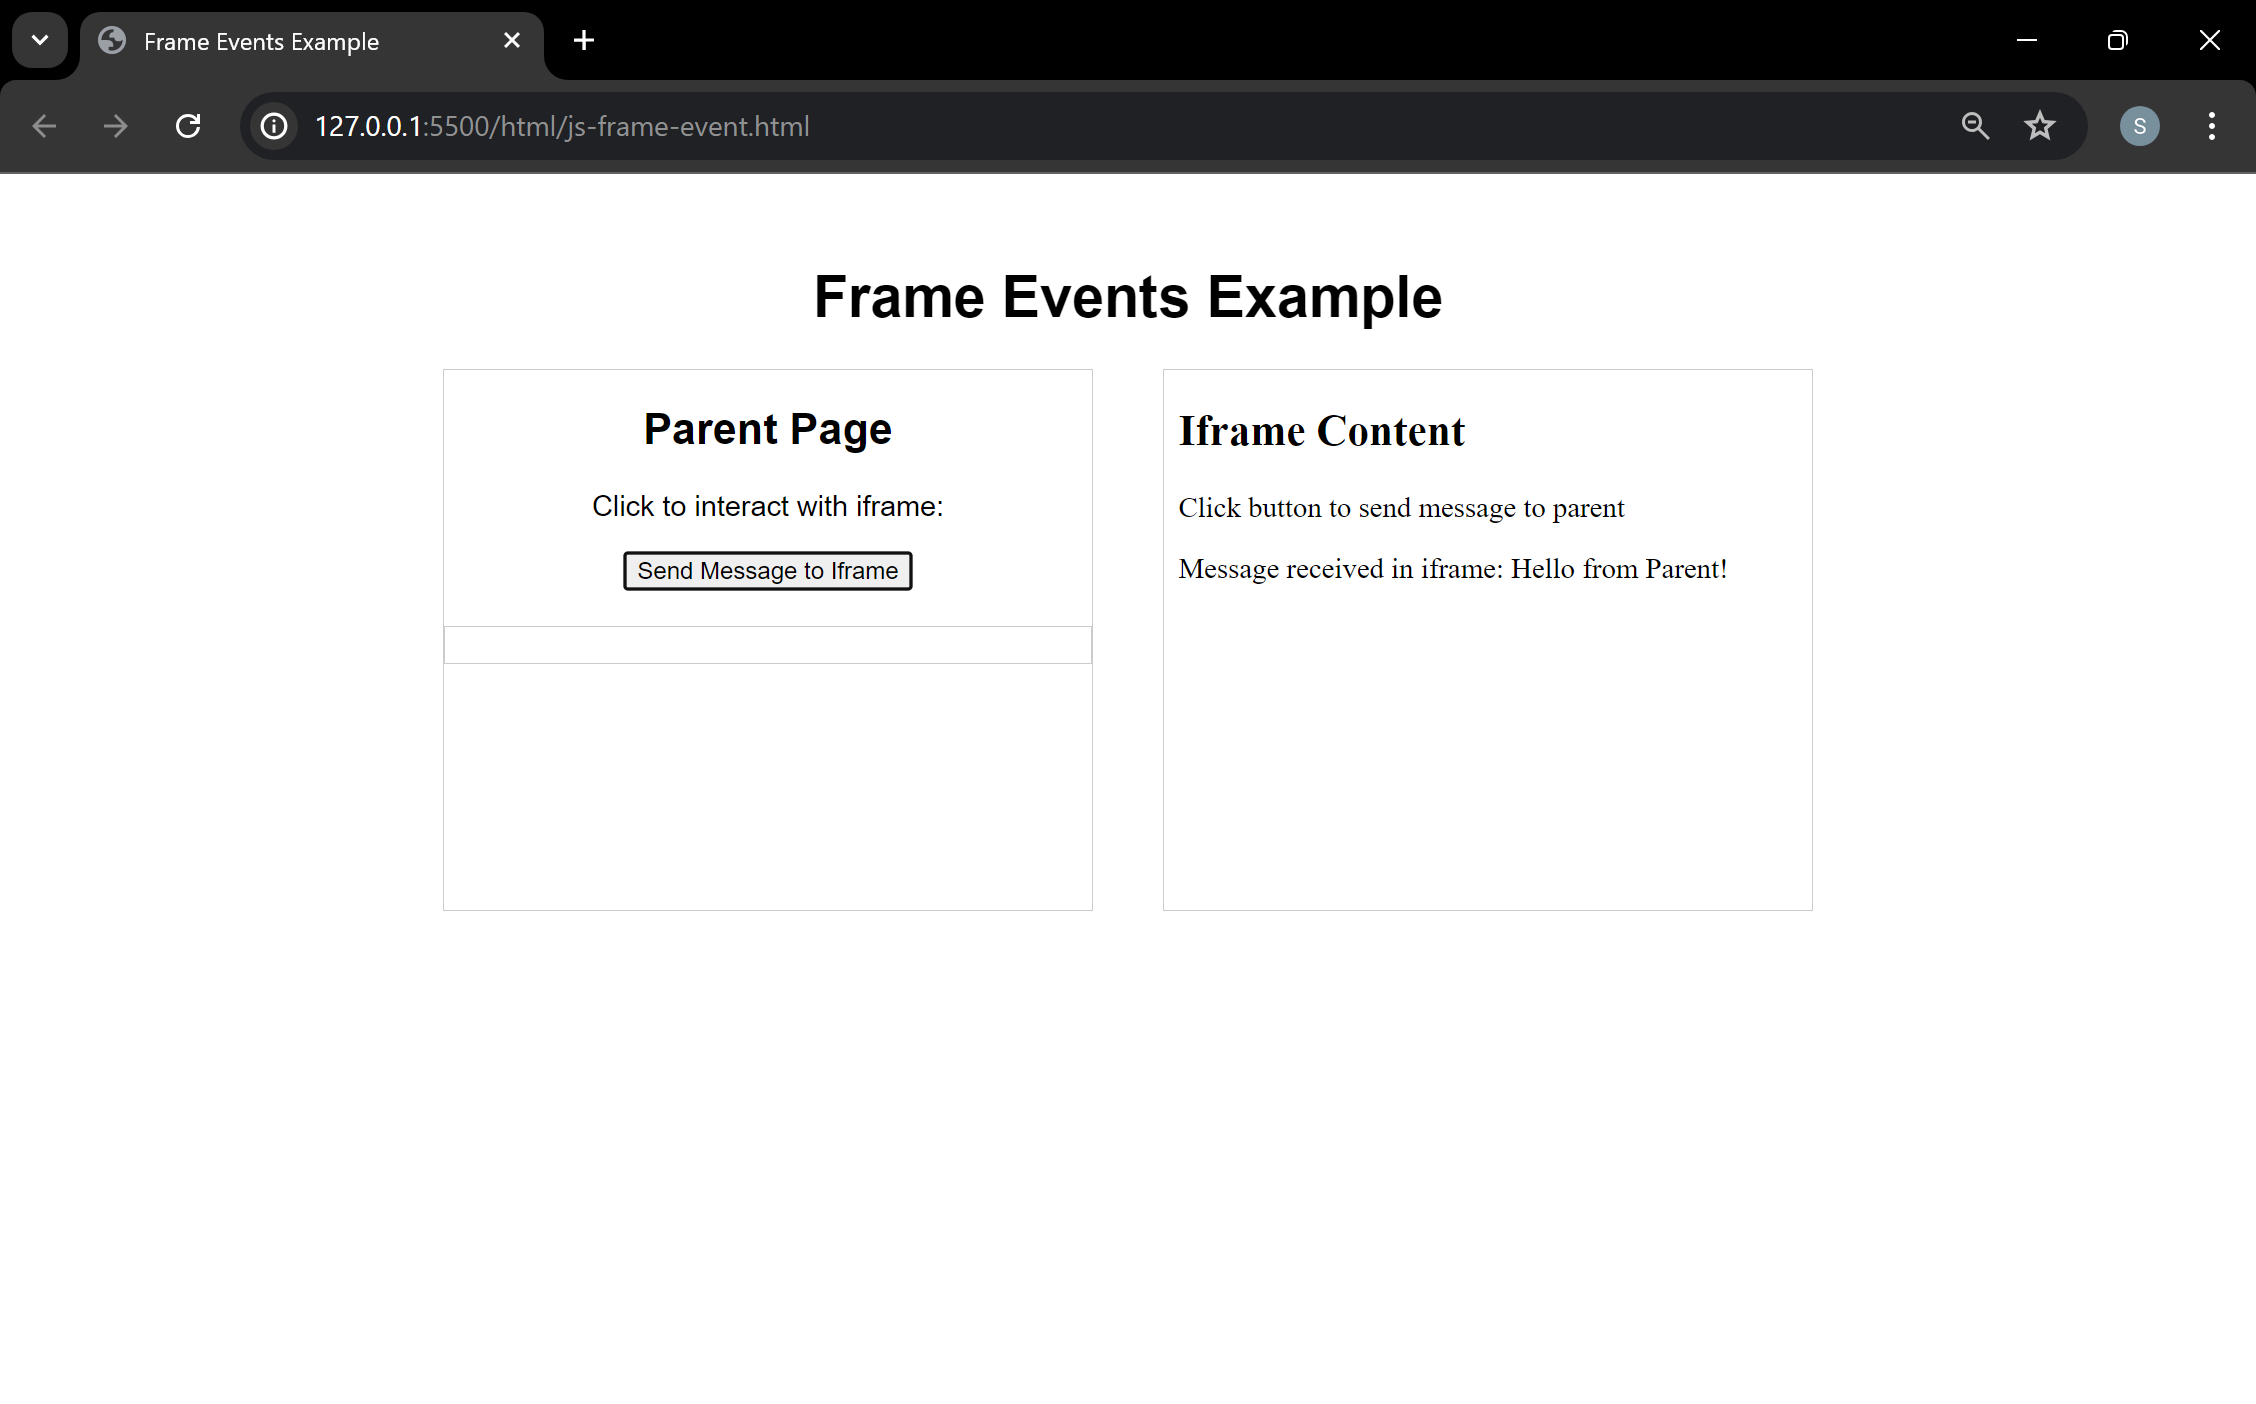 Frame Events Example
127.0.0.1:5500/html/js-frame-event.html
S
Frame Events Example
Parent Page
Click to interact with iframe:
Send Message to Iframe
Iframe Content
Click button to send message to parent
Message received in iframe: Hello from Parent!